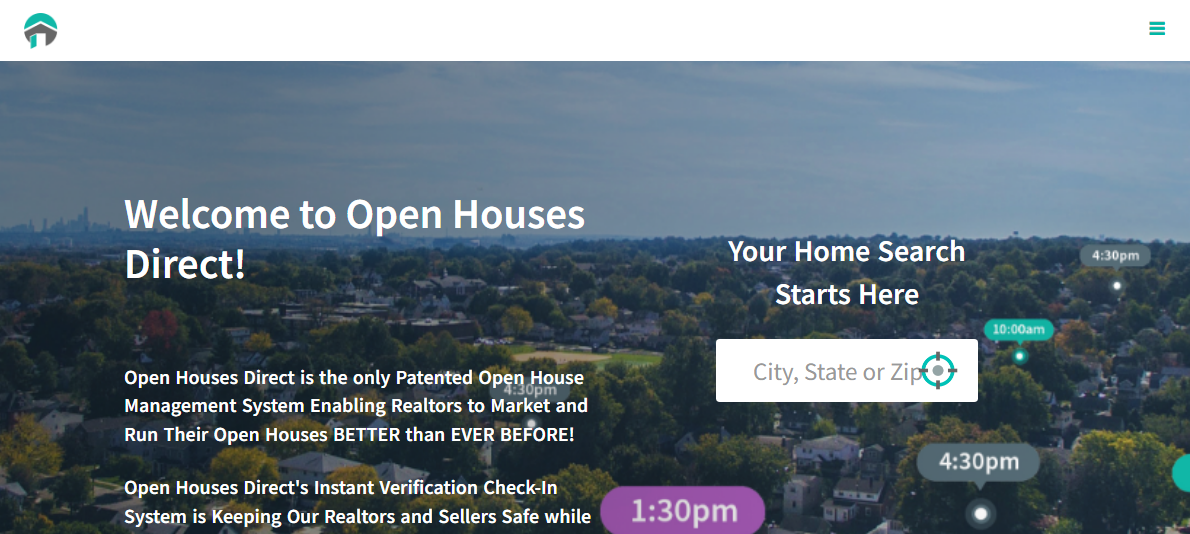 Welcome to Open Houses
Direct!
Your Home Search
Starts Here
City, State or Zip
4:30pm
10:00am
Open Houses Direct is the only Patented Open House
Management System Enabling Realtors to Market and
Run Their Open Houses BETTER than EVER BEFORE!
4:30pm
4:30pm
Open Houses Direct's Instant Verification Check-In
System is Keeping Our Realtors and Sellers Safe while
1:30pm